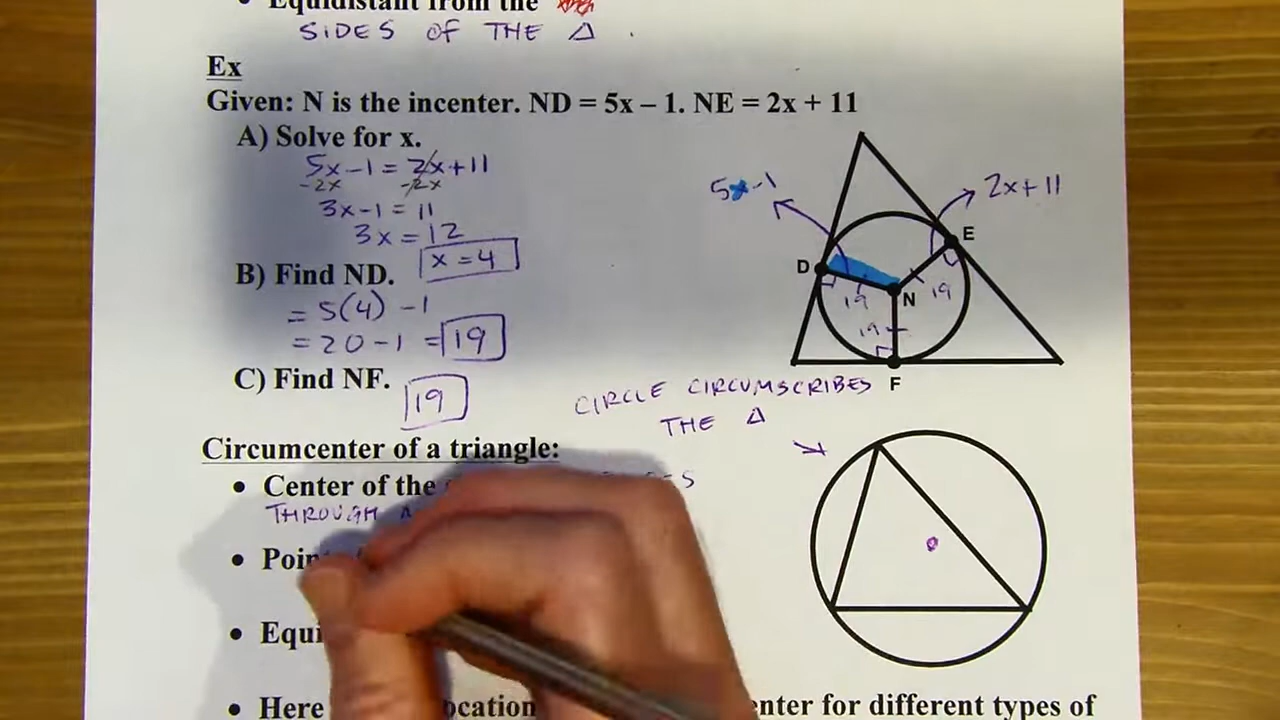 Equidistant from the
SIDES OF THE Δ .
Ex
Given: N is the incenter. ND = 5x – 1. NE = 2x + 11
A) Solve for x.
5x-1 = 2x+11
-2x -2x
3x-1 = 11
3x = 12
x = 4
B) Find ND.
= 5(4) -1
= 20-1 = 19
C) Find NF.
19
5x-1
2x+11
E
D
N
19
19
19
F
CIRCLE CIRCUMSCRIBES
THE Δ
Circumcenter of a triangle:
Center of the
THROUGH
Here
enter for different types of